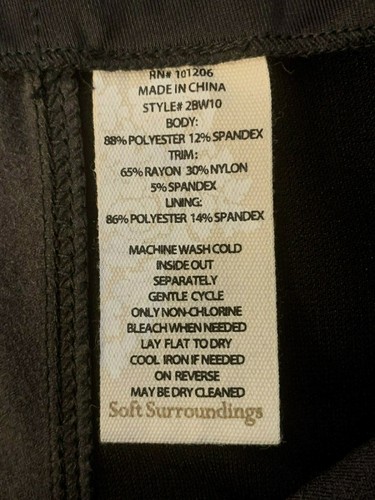 RN# 101206
MADE IN CHINA
STYLE# 2BW10
BODY:
88% POLYESTER 12% SPANDEX
TRIM:
65% RAYON 30% NYLON
5% SPANDEX
LINING:
86% POLYESTER 14% SPANDEX
MACHINE WASH COLD
INSIDE OUT
SEPARATELY
GENTLE CYCLE
ONLY NON-CHLORINE
BLEACH WHEN NEEDED
LAY FLAT TO DRY
COOL IRON IF NEEDED
ON REVERSE
MAY BE DRY CLEANED
Soft Surroundings